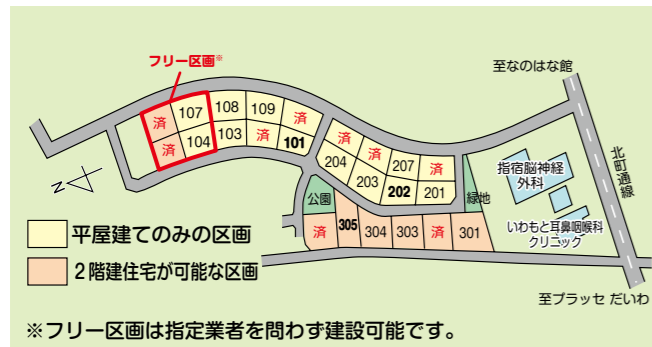 フリー区画※
至なのはな館
済 107 108 109 済
済 104 103 済 101
済 済 207 済
204 203 202 201
北町通線
指宿脳神経
外科
いわもと耳鼻咽喉科
クリニック
N
公園
緑地
済 305 304 303 済 301
平屋建てのみの区画
2階建住宅が可能な区画
至プラッセ だいわ
※フリー区画は指定業者を問わず建設可能です。